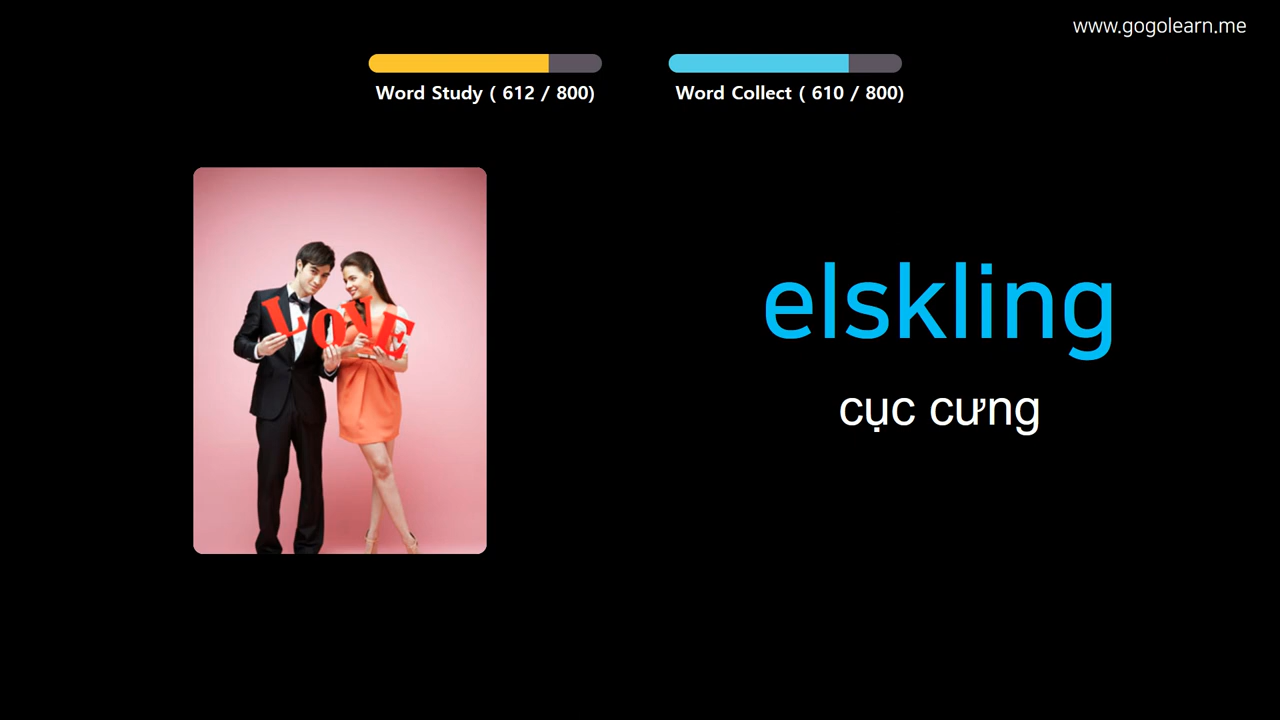 www.gogolearn.me
Word Study ( 612 / 800)
Word Collect ( 610 / 800)
LOVE
elskling
cục cưng